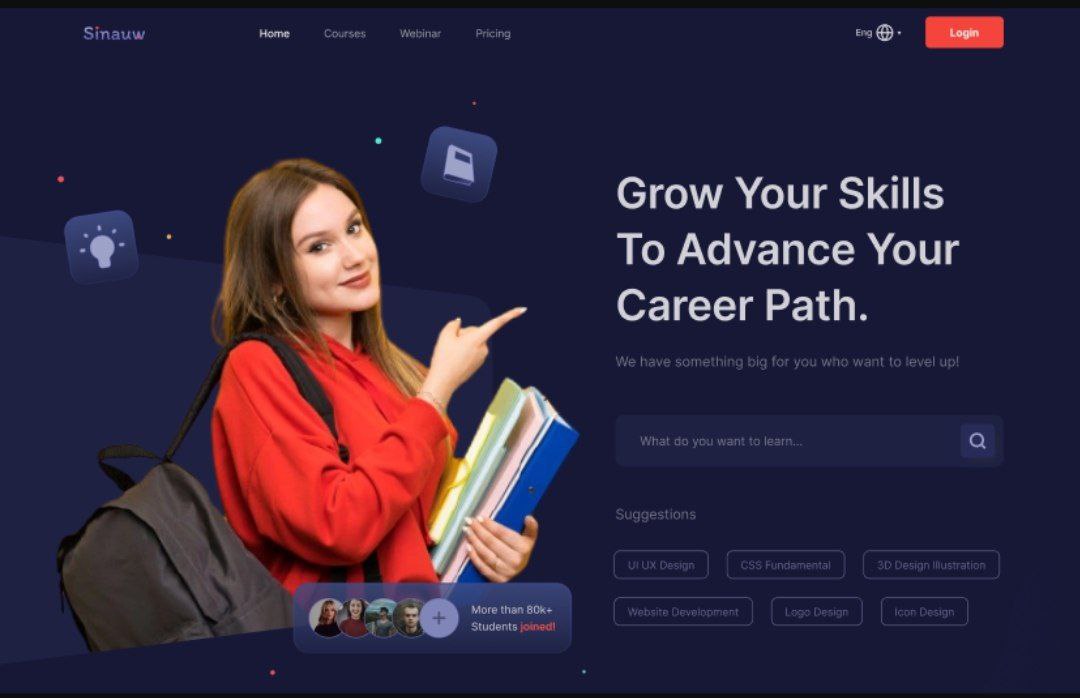 Sinauw
Home
Courses
Webinar
Pricing
Eng
Login
Grow Your Skills
To Advance Your
Career Path.
We have something big for you who want to level up!
What do you want to learn...
Suggestions
UI UX Design
CSS Fundamental
3D Design Illustration
Website Development
Logo Design
Icon Design
More than 80k+
Students joined!